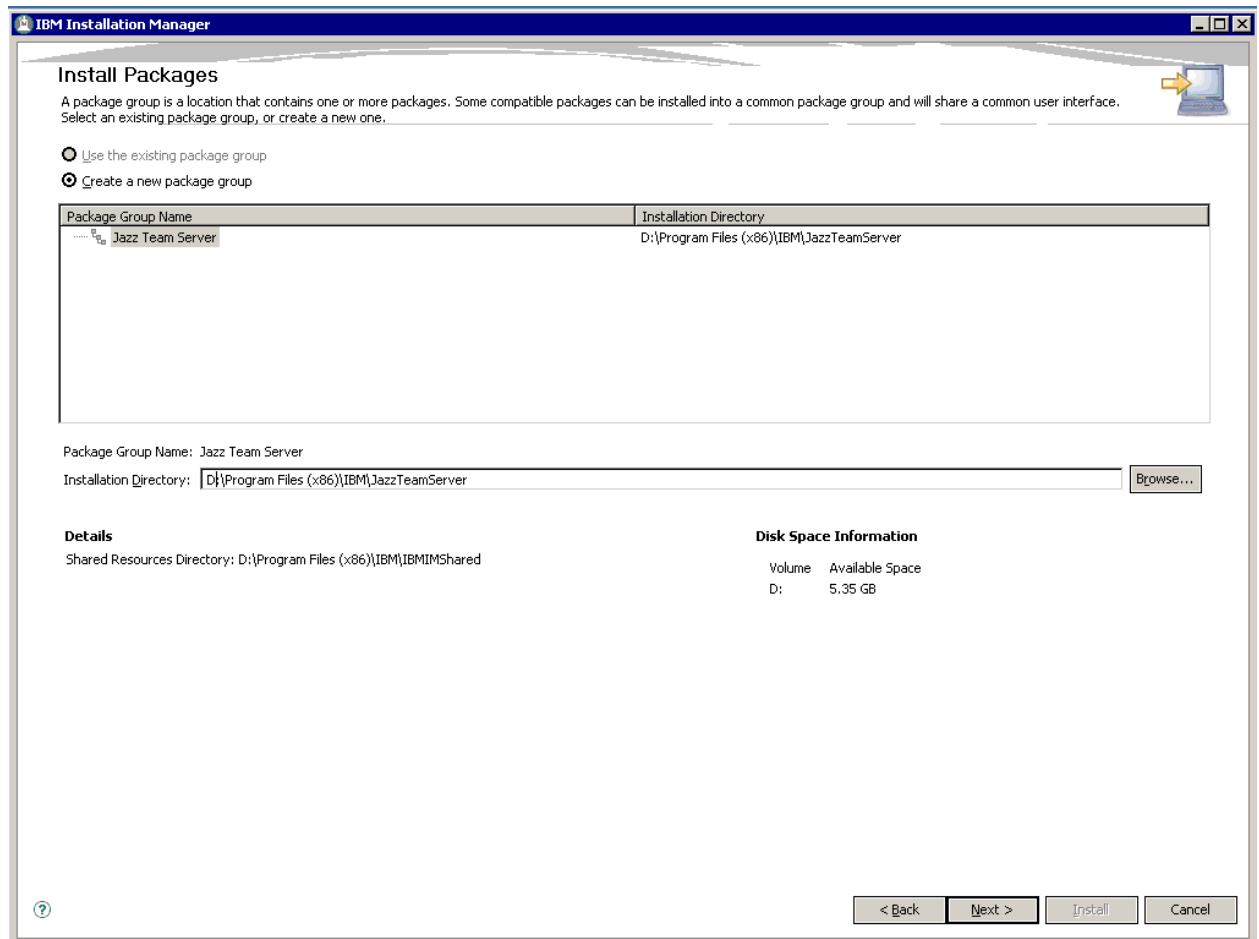 IBM Installation Manager
Install Packages
A package group is a location that contains one or more packages. Some compatible packages can be installed into a common package group and will share a common user interface.
Select an existing package group, or create a new one.
Use the existing package group
Create a new package group
Package Group Name Installation Directory
Jazz Team Server D:\Program Files (x86)\IBM\JazzTeamServer
Package Group Name: Jazz Team Server
Installation Directory: D:\Program Files (x86)\IBM\JazzTeamServer Browse...
Details Disk Space Information
Shared Resources Directory: D:\Program Files (x86)\IBM\IBMIMShared
Volume Available Space
D: 5.35 GB
? < Back Next > Install Cancel